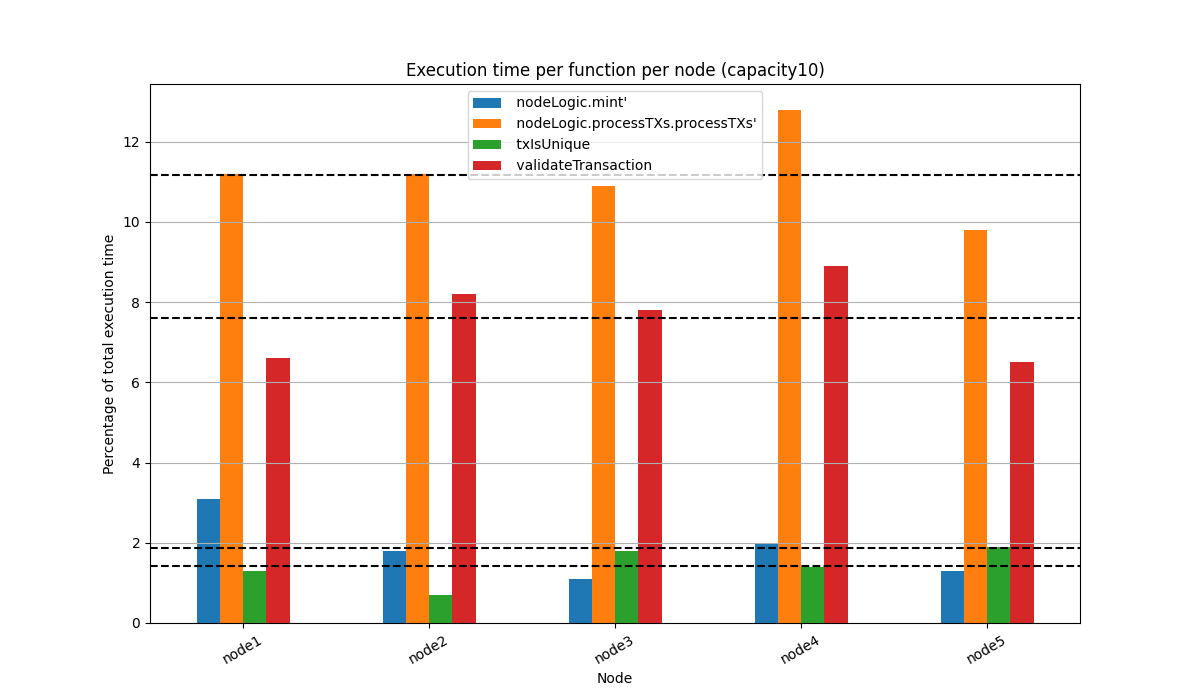 Execution time per function per node (capacity10)
nodeLogic.mint'
nodeLogic.processTXs.processTXs'
txIsUnique
validateTransaction
Percentage of total execution time
12
10
8
6
4
2
0
node1 node2 node3 node4 node5
Node